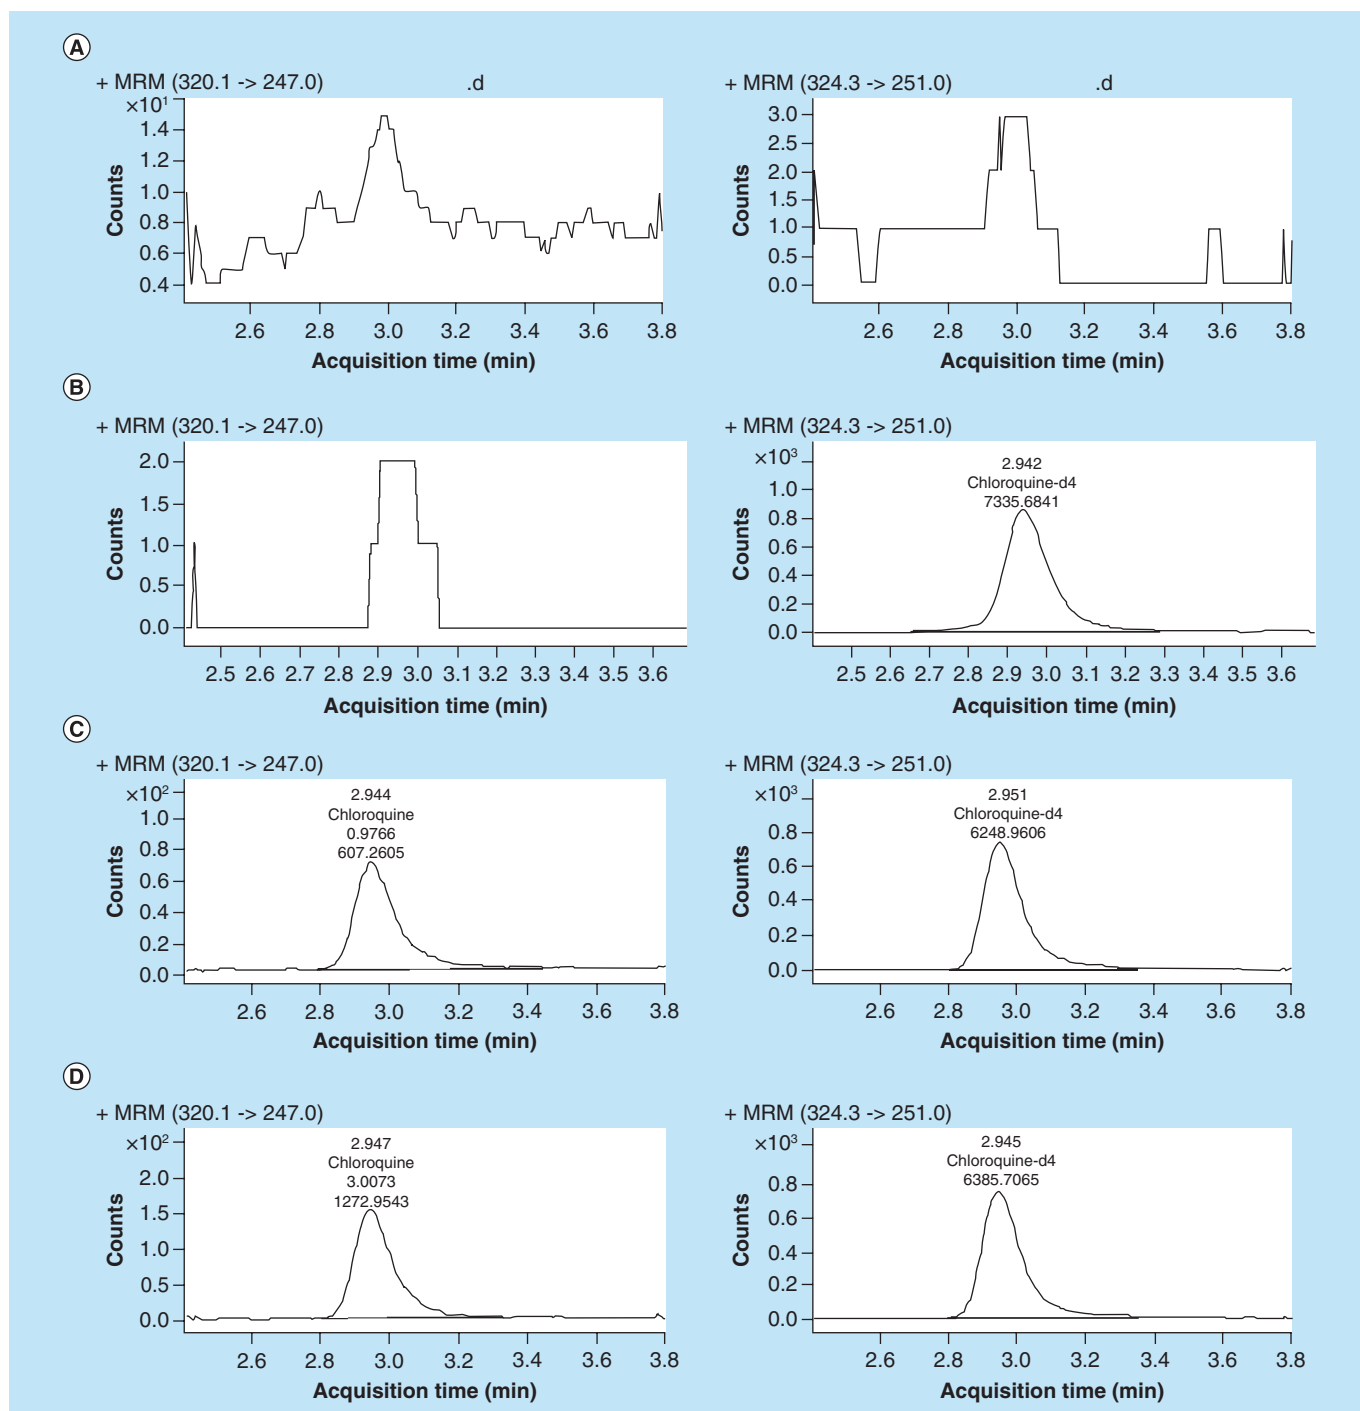 A
+ MRM (320.1 -> 247.0) .d
×10¹
1.4
1.2
1.0
0.8
0.6
0.4
Counts
2.6 2.8 3.0 3.2 3.4 3.6 3.8
Acquisition time (min)
+ MRM (324.3 -> 251.0) .d
3.0
2.5
2.0
1.5
1.0
0.5
0.0
Counts
2.6 2.8 3.0 3.2 3.4 3.6 3.8
Acquisition time (min)
B
+ MRM (320.1 -> 247.0)
2.0
1.5
1.0
0.5
0.0
Counts
2.5 2.6 2.7 2.8 2.9 3.0 3.1 3.2 3.3 3.4 3.5 3.6
Acquisition time (min)
+ MRM (324.3 -> 251.0)
×10³
1.0
0.8
0.6
0.4
0.2
0.0
Counts
2.942
Chloroquine-d4
7335.6841
2.5 2.6 2.7 2.8 2.9 3.0 3.1 3.2 3.3 3.4 3.5 3.6
Acquisition time (min)
C
+ MRM (320.1 -> 247.0)
×10²
1.0
0.8
0.6
0.4
0.2
0.0
Counts
2.944
Chloroquine
0.9766
607.2605
2.6 2.8 3.0 3.2 3.4 3.6 3.8
Acquisition time (min)
+ MRM (324.3 -> 251.0)
×10³
0.8
0.6
0.4
0.2
0.0
Counts
2.951
Chloroquine-d4
6248.9606
2.6 2.8 3.0 3.2 3.4 3.6 3.8
Acquisition time (min)
D
+ MRM (320.1 -> 247.0)
×10²
2.0
1.5
1.0
0.5
0.0
Counts
2.947
Chloroquine
3.0073
1272.9543
2.6 2.8 3.0 3.2 3.4 3.6 3.8
Acquisition time (min)
+ MRM (324.3 -> 251.0)
×10³
0.8
0.6
0.4
0.2
0.0
Counts
2.945
Chloroquine-d4
6385.7065
2.6 2.8 3.0 3.2 3.4 3.6 3.8
Acquisition time (min)